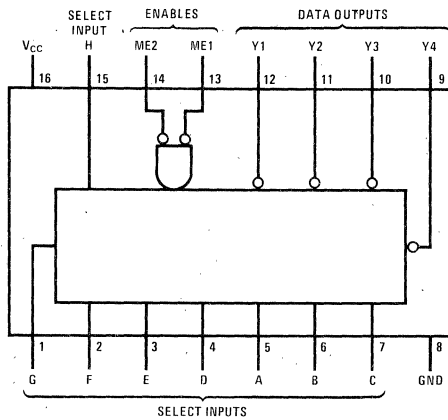 SELECT ENABLES DATA OUTPUTS
INPUT
VCC H ME2 ME1 Y1 Y2 Y3 Y4
16 15 14 13 12 11 10 9
1 2 3 4 5 6 7 8
G F E D A B C GND
SELECT INPUTS